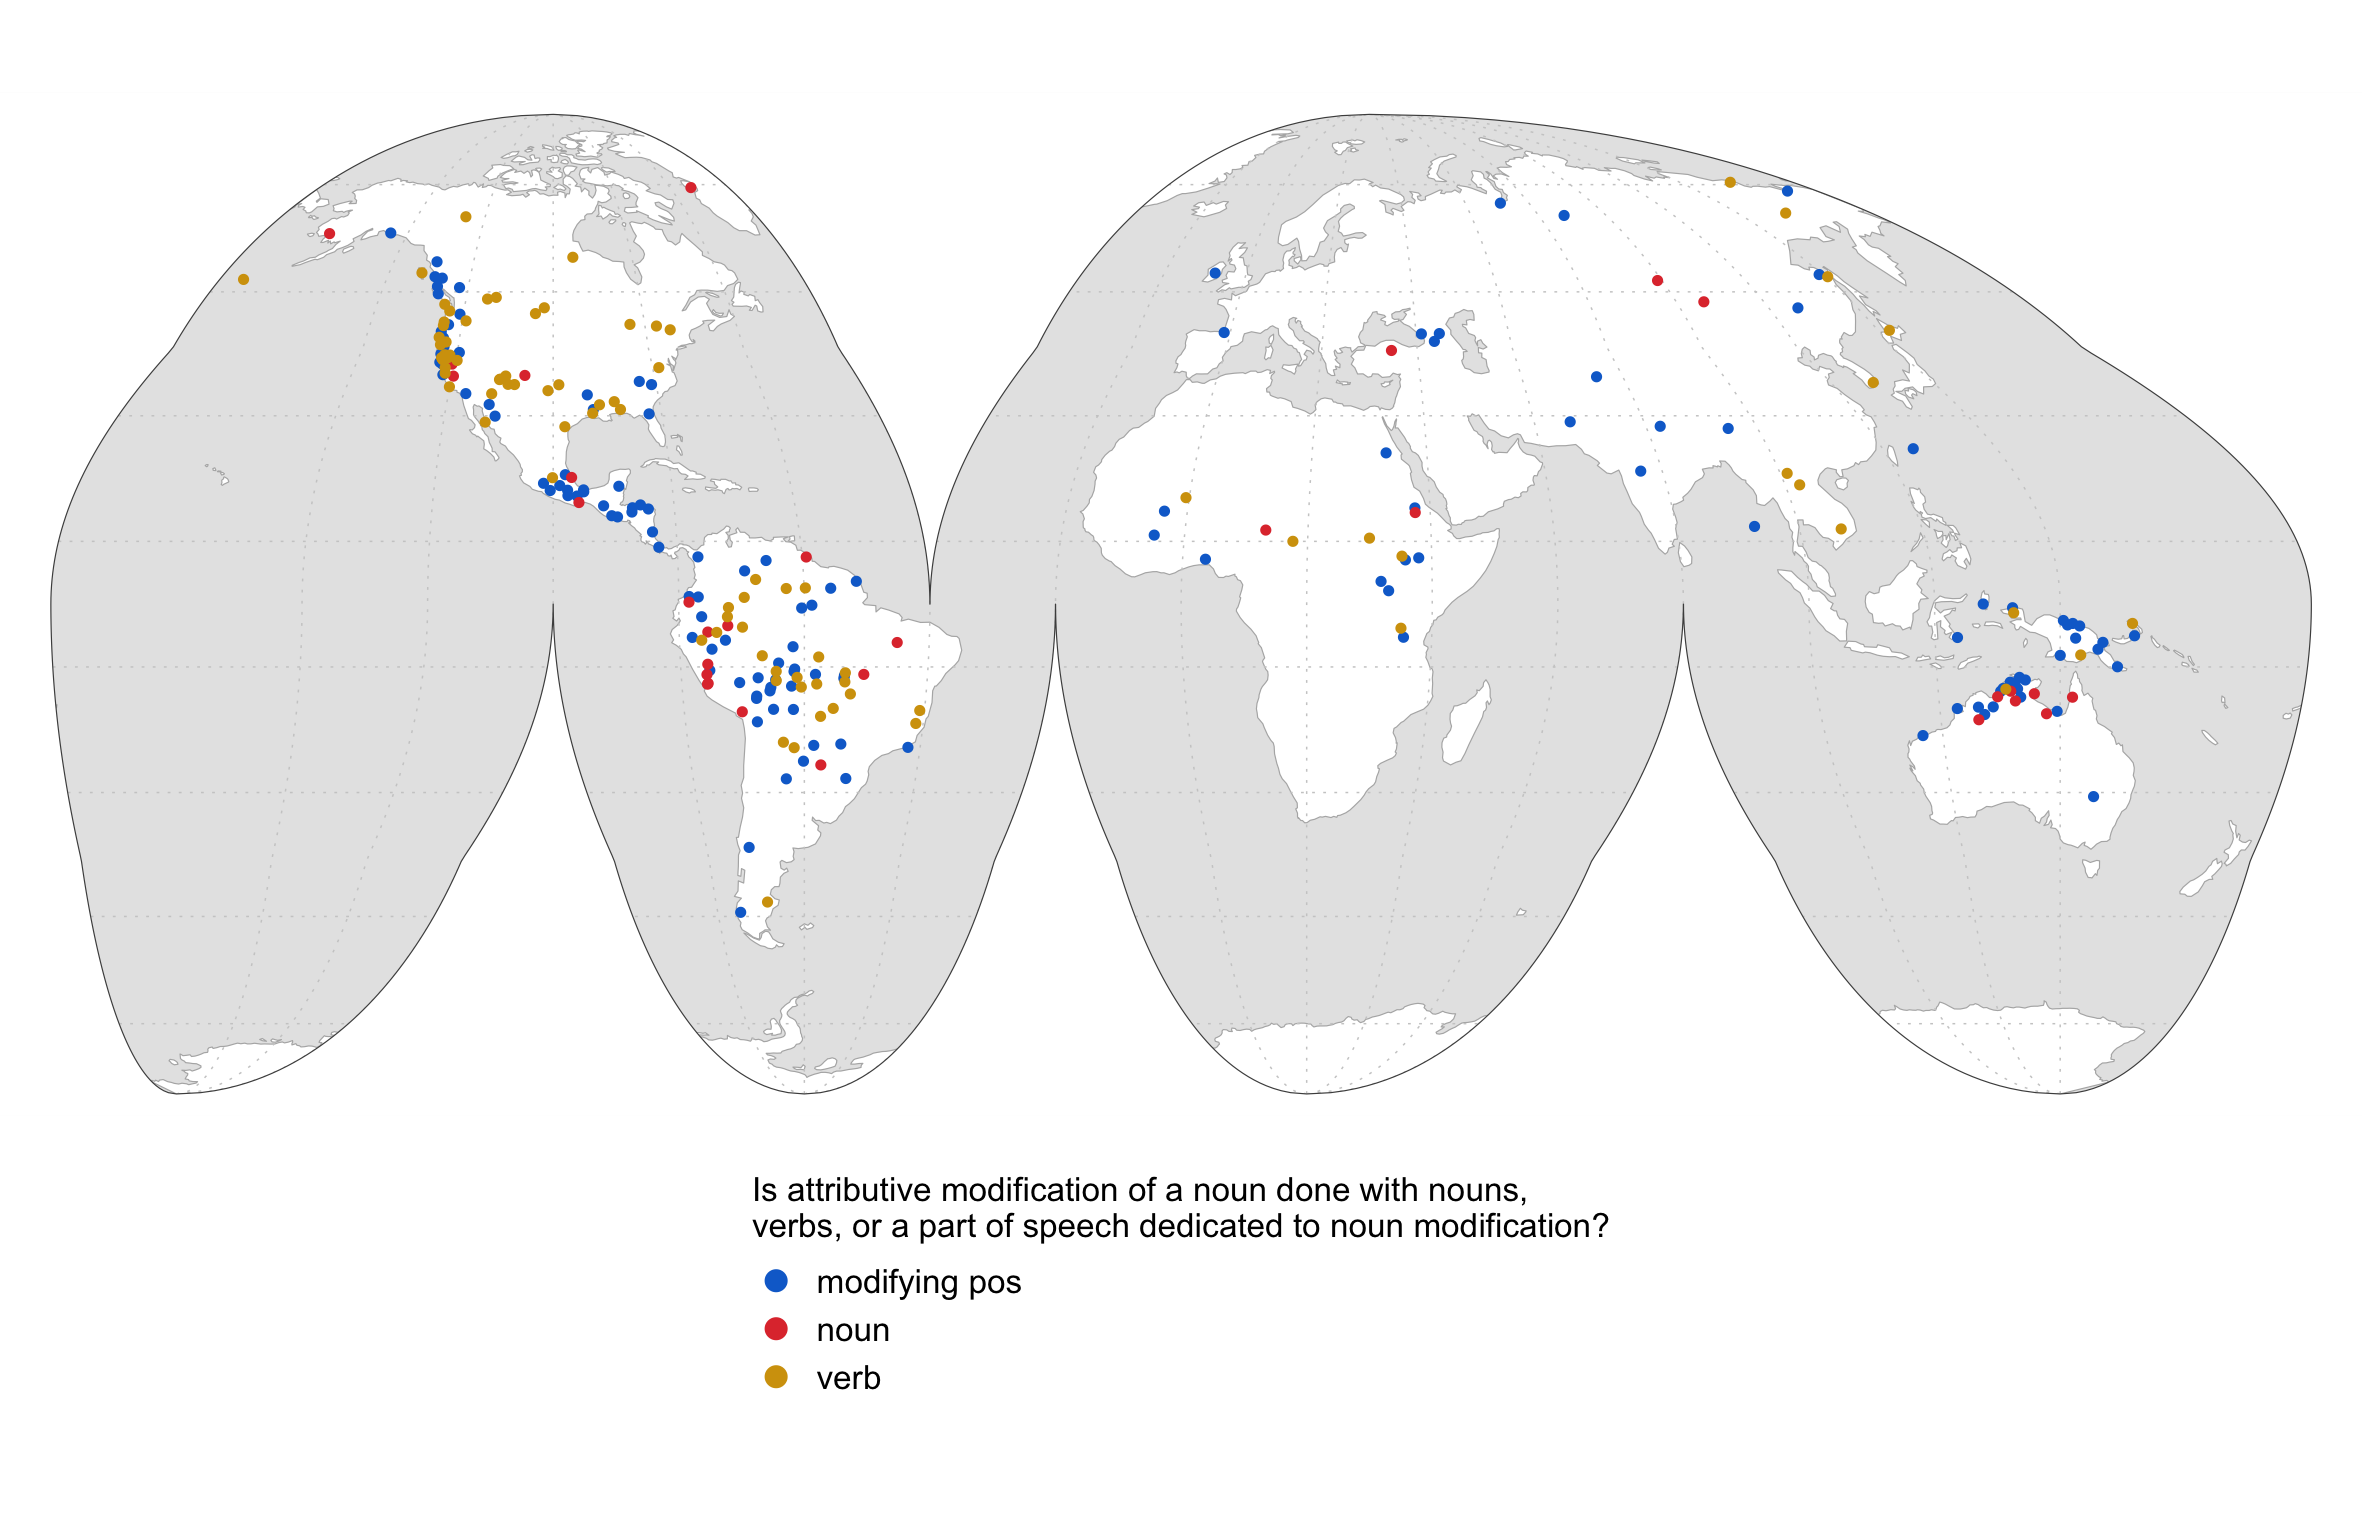 Is attributive modification of a noun done with nouns,
verbs, or a part of speech dedicated to noun modification?
modifying pos
noun
verb